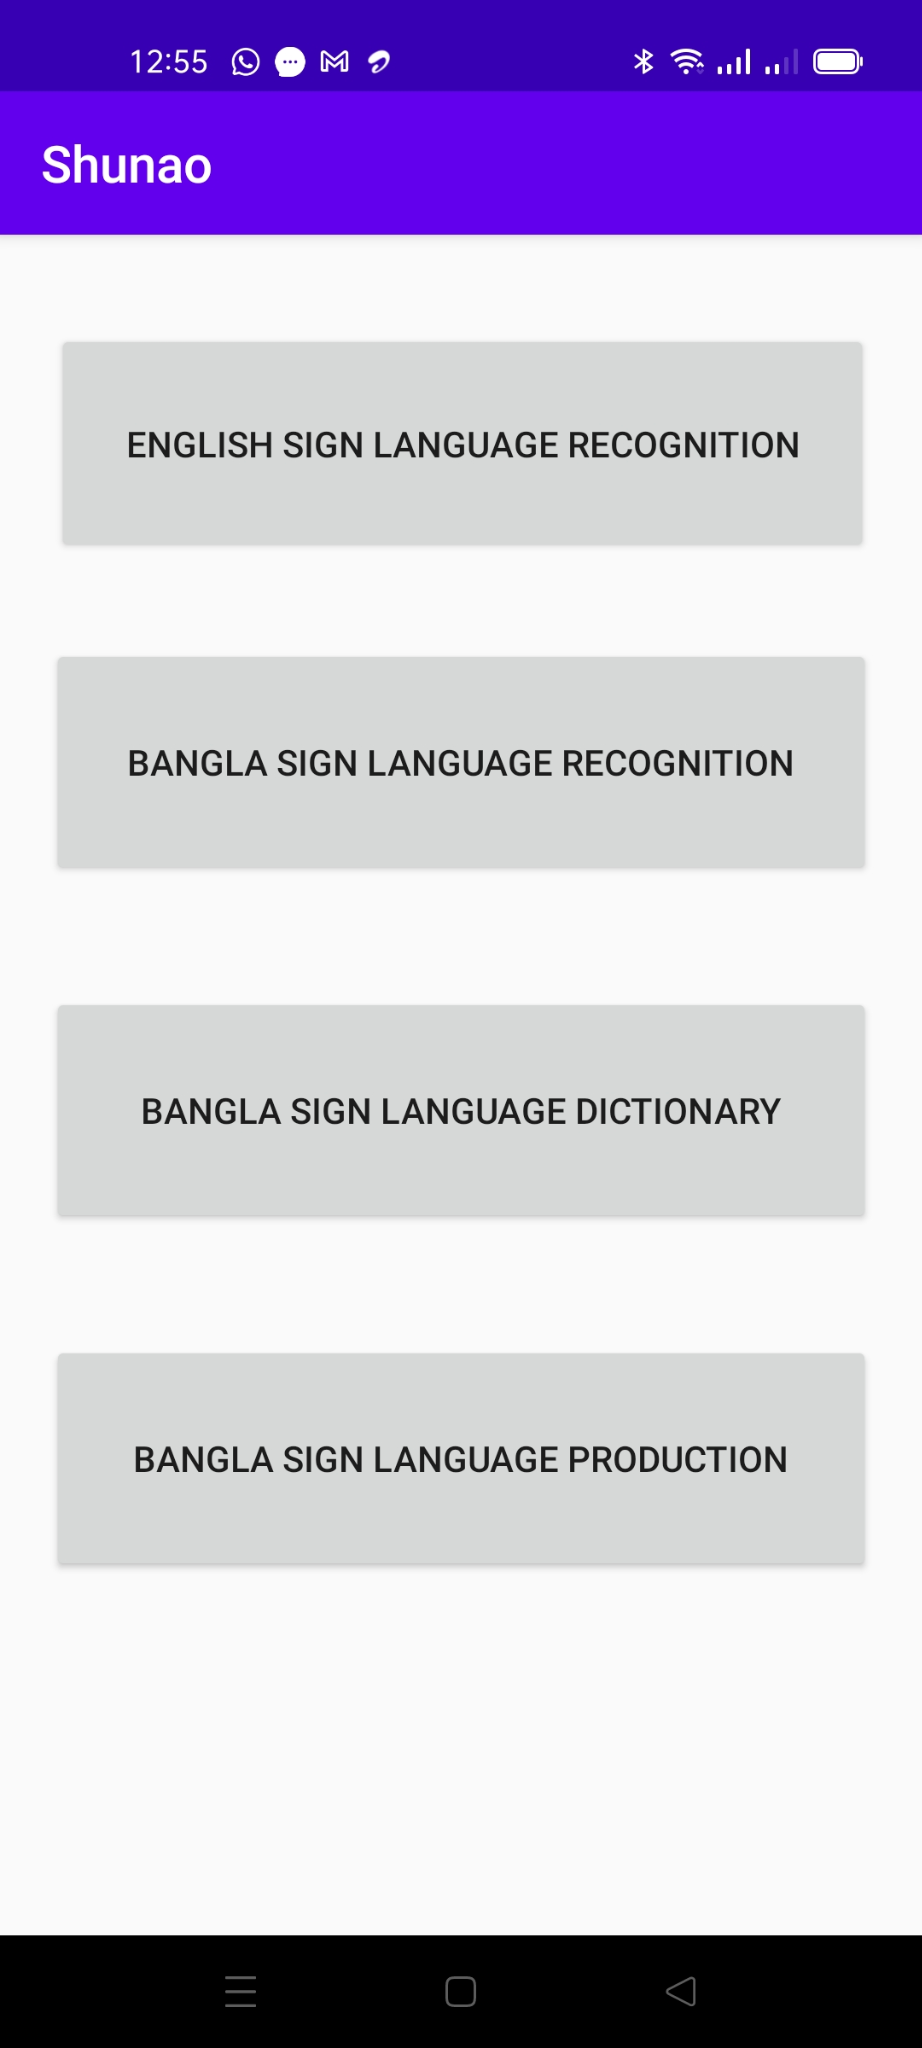 12:55
Shunao
ENGLISH SIGN LANGUAGE RECOGNITION
BANGLA SIGN LANGUAGE RECOGNITION
BANGLA SIGN LANGUAGE DICTIONARY
BANGLA SIGN LANGUAGE PRODUCTION